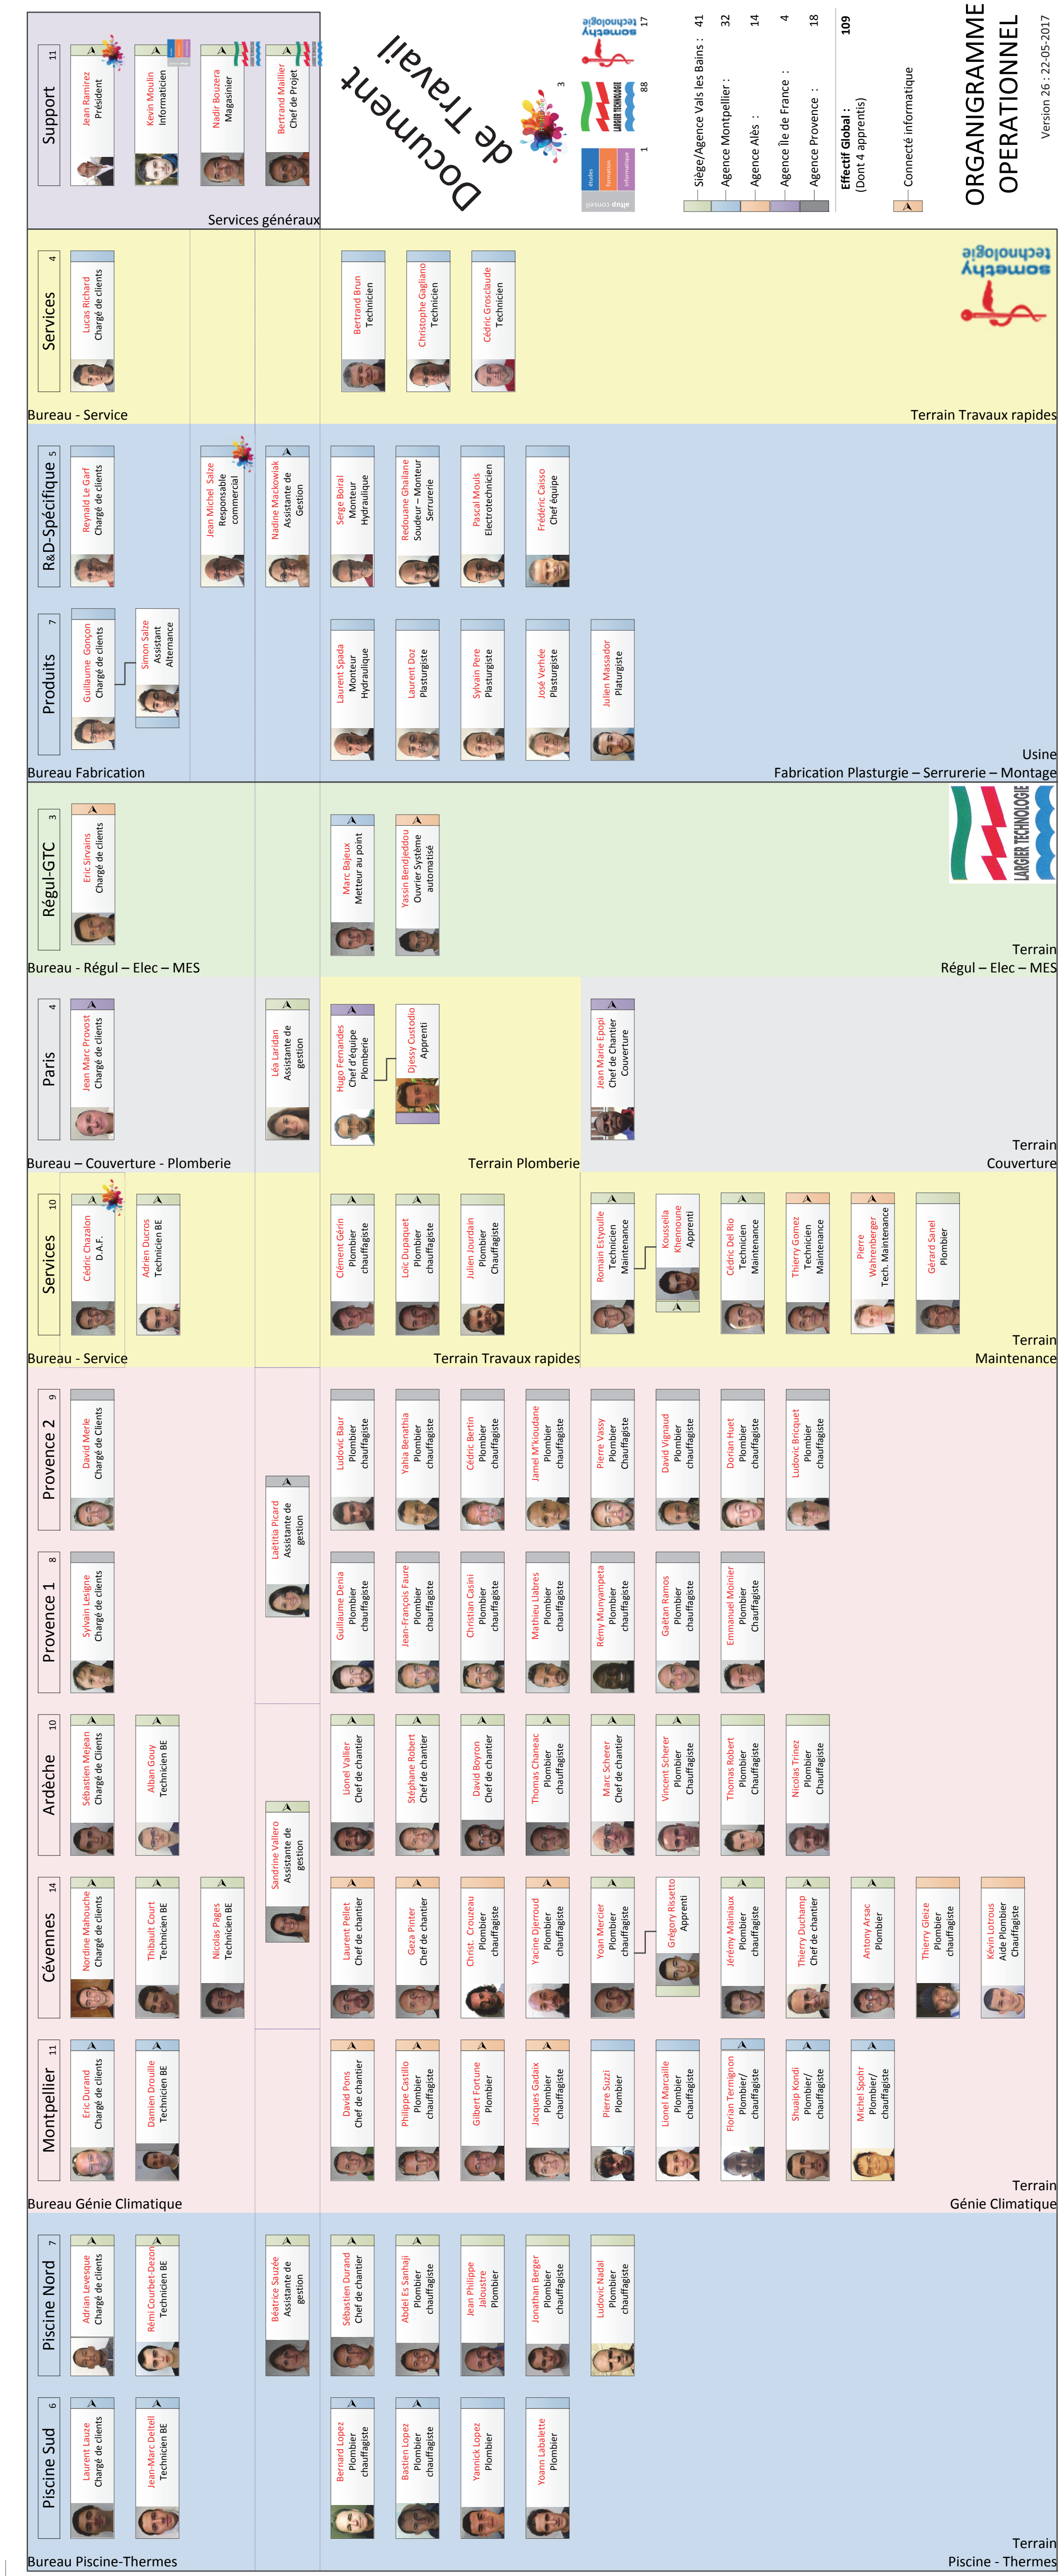 Piscine Sud 6
Laurent Lauze
Chargé de clients
Jean-Marc Deltell
Technicien BE
Bernard Lopez
Plombier
chauffagiste
Bastien Lopez
Plombier
chauffagiste
Yannick Lopez
Plombier
Yoann Labalette
Plombier
Bureau Piscine-Thermes
Terrain
Piscine - Thermes
Piscine Nord 7
Adrian Levesque
Chargé de clients
Rémi Courbet-Dezon
Technicien BE
Béatrice Sauzée
Assistante de
gestion
Sébastien Durand
Chef de chantier
Abdel Es Sanhaji
Plombier
chauffagiste
Jean Philippe
Jaloustre
Plombier
Jonathan Berger
Plombier
chauffagiste
Ludovic Nadal
Plombier
chauffagiste
Montpellier 11
Eric Durand
Chargé de clients
Damien Drouille
Technicien BE
David Pons
Chef de chantier
Philippe Castillo
Plombier
chauffagiste
Gilbert Fortune
Plombier
Jacques Gadaix
Plombier
chauffagiste
Pierre Suzzi
Plombier
Lionel Marcaille
Plombier
chauffagiste
Florian Termignon
Plombier/
chauffagiste
Shuaip Kondi
Plombier/
chauffagiste
Michel Spohr
Plombier/
chauffagiste
Bureau Génie Climatique
Terrain
Génie Climatique
Cévennes 14
Nordine Mahouche
Chargé de clients
Thibault Court
Technicien BE
Nicolas Pages
Technicien BE
Sandrine Vallero
Assistante de
gestion
Laurent Pellet
Chef de chantier
Geza Pinter
Chef de chantier
Christ. Crouzeau
Plombier
chauffagiste
Yacine Djerroud
Plombier
chauffagiste
Yoan Mercier
Plombier
chauffagiste
Grégory Rissetto
Apprenti
Jérémy Mainiaux
Plombier
chauffagiste
Thierry Duchamp
Chef de chantier
Antony Arsac
Plombier
Thierry Gleize
Plombier
chauffagiste
Kévin Lotrous
Aide Plombier
Chauffagiste
Ardèche 10
Sébastien Mejean
Chargé de Clients
Alban Gouy
Technicien BE
Lionel Vallier
Chef de chantier
Stéphane Robert
Chef de chantier
David Boyron
Chef de chantier
Thomas Chaneac
Plombier
chauffagiste
Marc Scherer
Chef de chantier
Vincent Scherer
Plombier
Chauffagiste
Thomas Robert
Plombier
Chauffagiste
Nicolas Trinez
Plombier
Chauffagiste
Provence 1 8
Sylvain Lesigne
Chargé de clients
Guillaume Denia
Plombier
chauffagiste
Jean-François Faure
Plombier
chauffagiste
Christian Casini
Plombier
chauffagiste
Mathieu Llabres
Plombier
chauffagiste
Rémy Munyampeta
Plombier
chauffagiste
Gaëtan Ramos
Plombier
chauffagiste
Emmanuel Moinier
Plombier
Chauffagiste
Provence 2 9
David Merle
Chargé de Clients
Laëtitia Picard
Assistante de
gestion
Ludovic Baur
Plombier
chauffagiste
Yahia Benathia
Plombier
chauffagiste
Cédric Bertin
Plombier
chauffagiste
Jamel M'kioudane
Plombier
chauffagiste
Pierre Vassy
Plombier
Chauffagiste
David Vignaud
Plombier
chauffagiste
Dorian Huet
Plombier
chauffagiste
Ludovic Bricquet
Plombier
chauffagiste
Services 10
Cédric Chazalon
D.A.F.
Adrien Ducros
Technicien BE
Clément Gérin
Plombier
chauffagiste
Loïc Dupaquet
Plombier
chauffagiste
Julien Jourdain
Plombier
Chauffagiste
Romain Estyoulle
Technicien
Maintenance
Kousseila
Khennoune
Apprenti
Cédric Del Rio
Technicien
Maintenance
Thierry Gomez
Technicien
Maintenance
Pierre
Wahrenberger
Tech. Maintenance
Gérard Sanel
Plombier
Bureau - Service
Terrain Travaux rapides
Terrain
Maintenance
Paris 4
Jean Marc Provost
Chargé de clients
Léa Laridan
Assistante de
gestion
Hugo Fernandes
Chef d'équipe
Plomberie
Djessy Custodio
Apprenti
Jean Marie Epopi
Chef de Chantier
Couverture
Bureau – Couverture - Plomberie
Terrain Plomberie
Terrain
Couverture
Régul-GTC 3
Eric Sirvains
Chargé de clients
Marc Bajeux
Metteur au point
Yassin Bendjeddou
Ouvrier Système
automatisé
Bureau - Régul – Elec – MES
Terrain
Régul – Elec – MES
LARGIER TECHNOLOGIE
Produits 7
Guillaume Gonçon
Chargé de clients
Simon Salze
Assistant
Alternance
Laurent Spada
Monteur
Hydraulique
Laurent Doz
Plasturgiste
Sylvain Pere
Plasturgiste
José Verhée
Plasturgiste
Julien Massador
Platurgiste
Bureau Fabrication
Usine
Fabrication Plasturgie – Serrurerie – Montage
R&D-Spécifique 5
Reynald Le Garf
Chargé de clients
Jean Michel Salze
Responsable
commercial
Nadine Mackowiak
Assistante de
Gestion
Serge Boiral
Monteur
Hydraulique
Redouane Ghailane
Soudeur – Monteur
Serrurerie
Pascal Mouls
Electrotechnicien
Frédéric Caisso
Chef équipe
Services 4
Lucas Richard
Chargé de clients
Bertrand Brun
Technicien
Christophe Gagliano
Technicien
Cédric Grosclaude
Technicien
Bureau - Service
Terrain Travaux rapides
somethy
technologie
Support 11
Jean Ramirez
Président
Kevin Moulin
Informaticien
Nadir Bouzera
Magasinier
Bertrand Maillier
Chef de Projet
Services généraux
Document
de Travail
3
altup conseil
études
formation
informatique
1
LARGIER TECHNOLOGIE
88
somethy
technologie
17
Siège/Agence Vals les Bains : 41
Agence Montpellier : 32
Agence Alès : 14
Agence Île de France : 4
Agence Provence : 18
Effectif Global : 109
(Dont 4 apprentis)
Connecté informatique
ORGANIGRAMME
OPERATIONNEL
Version 26 : 22-05-2017